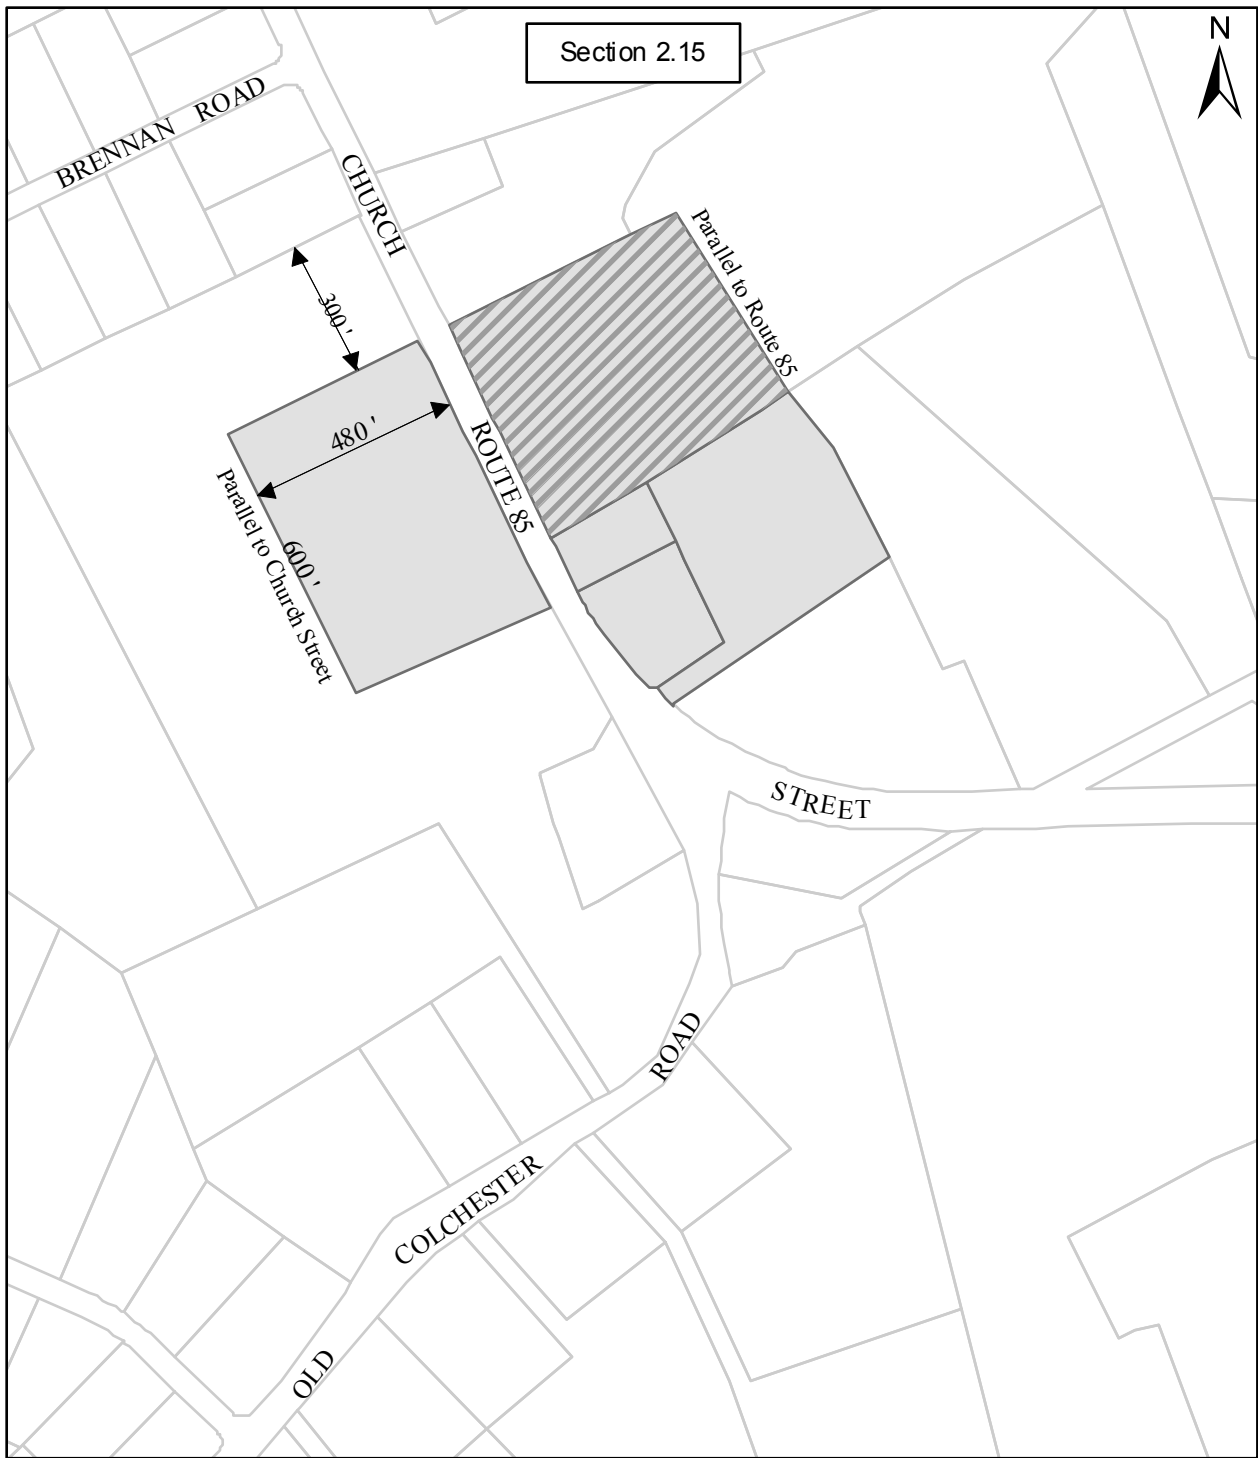 Section 2.15
N
BRENNAN ROAD
CHURCH
Parallel to Route 85
300'
480'
ROUTE 85
Parallel to Church Street
600'
STREET
ROAD
COLCHESTER
OLD